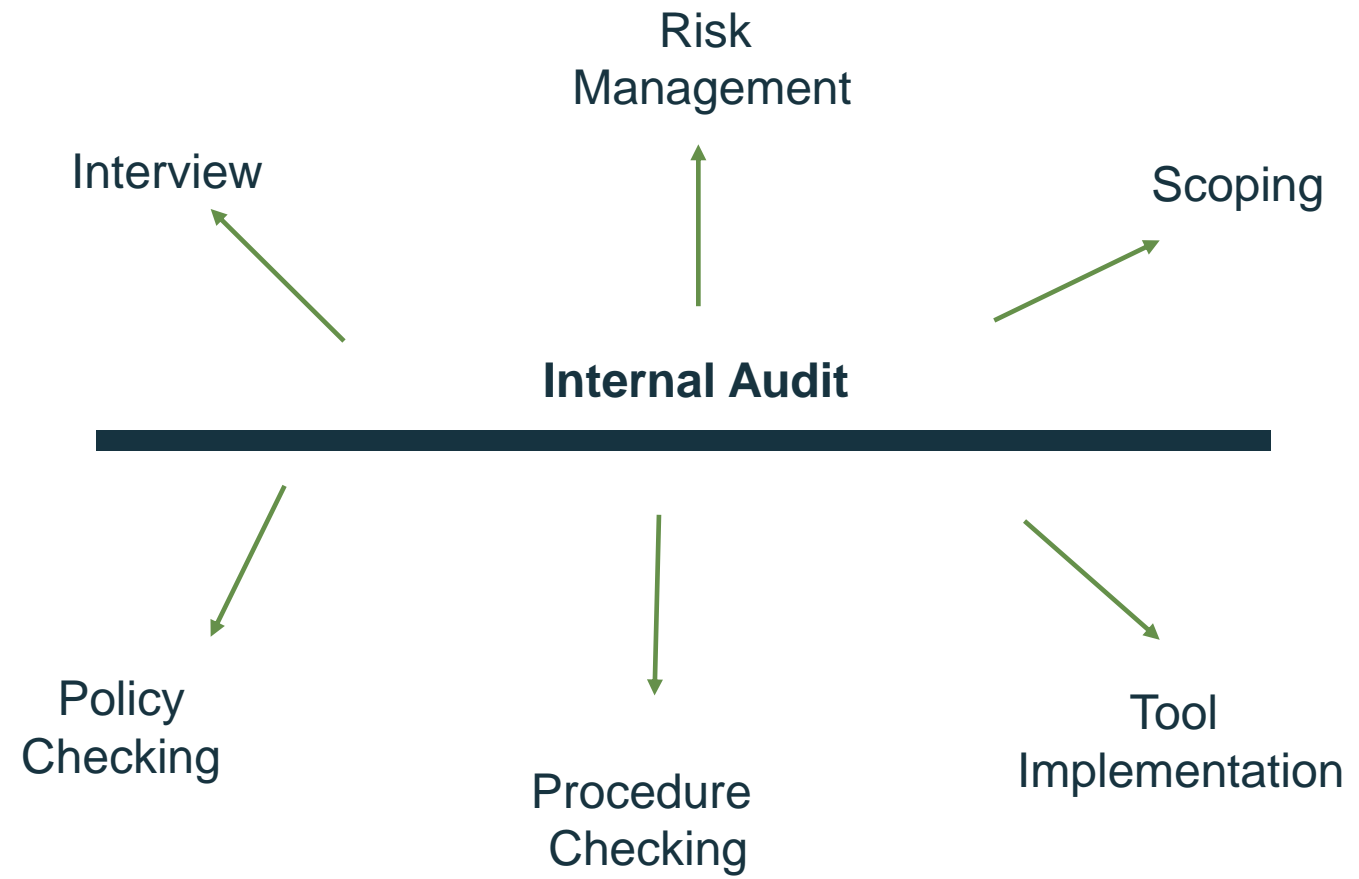 Risk
Management
Interview
Scoping
Internal Audit
Policy
Checking
Procedure
Checking
Tool
Implementation